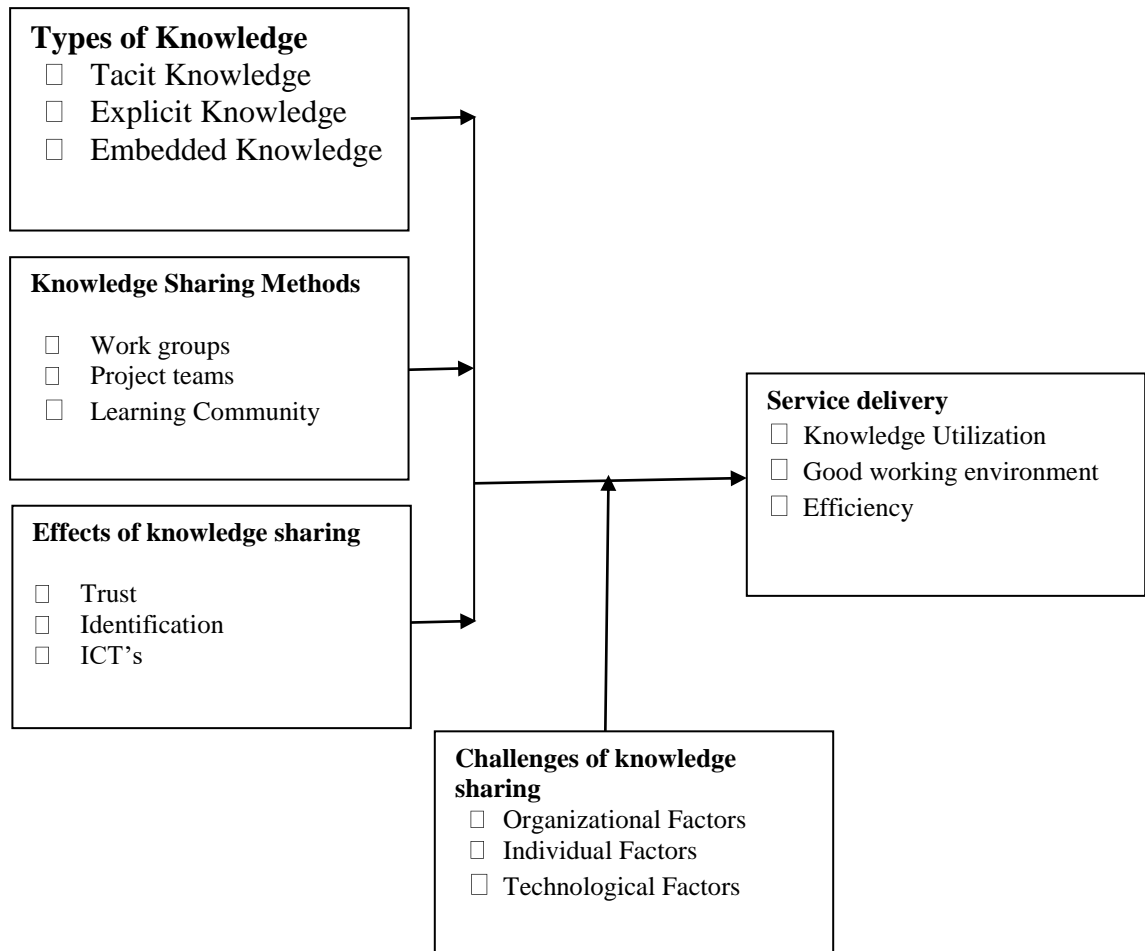 Types of Knowledge
Tacit Knowledge
Explicit Knowledge
Embedded Knowledge
Knowledge Sharing Methods
Work groups
Project teams
Learning Community
Effects of knowledge sharing
Trust
Identification
ICT’s
Service delivery
Knowledge Utilization
Good working environment
Efficiency
Challenges of knowledge
sharing
Organizational Factors
Individual Factors
Technological Factors